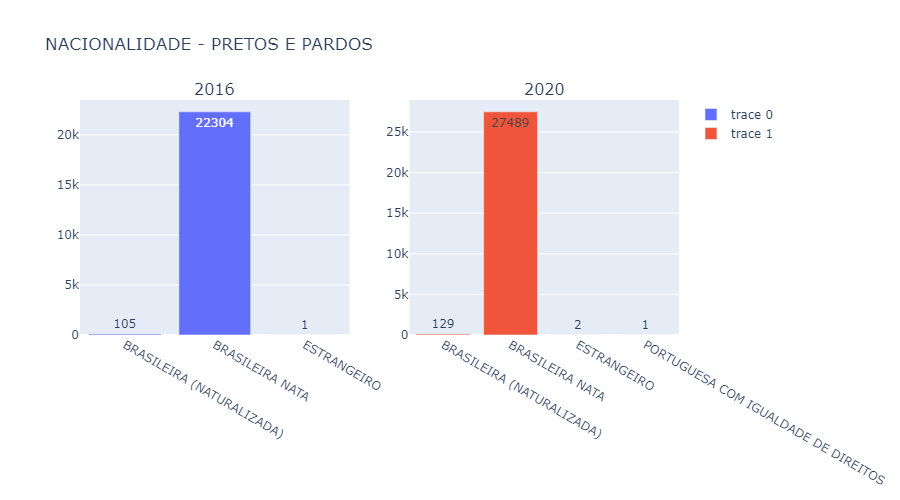 NACIONALIDADE - PRETOS E PARDOS
2016
2020
trace 0
trace 1
20k
15k
10k
5k
0
105
22304
1
BRASILEIRA (NATURALIZADA)
BRASILEIRA NATA
ESTRANGEIRO
25k
20k
15k
10k
5k
0
129
27489
2
1
BRASILEIRA (NATURALIZADA)
BRASILEIRA NATA
ESTRANGEIRO
PORTUGUESA COM IGUALDADE DE DIREITOS